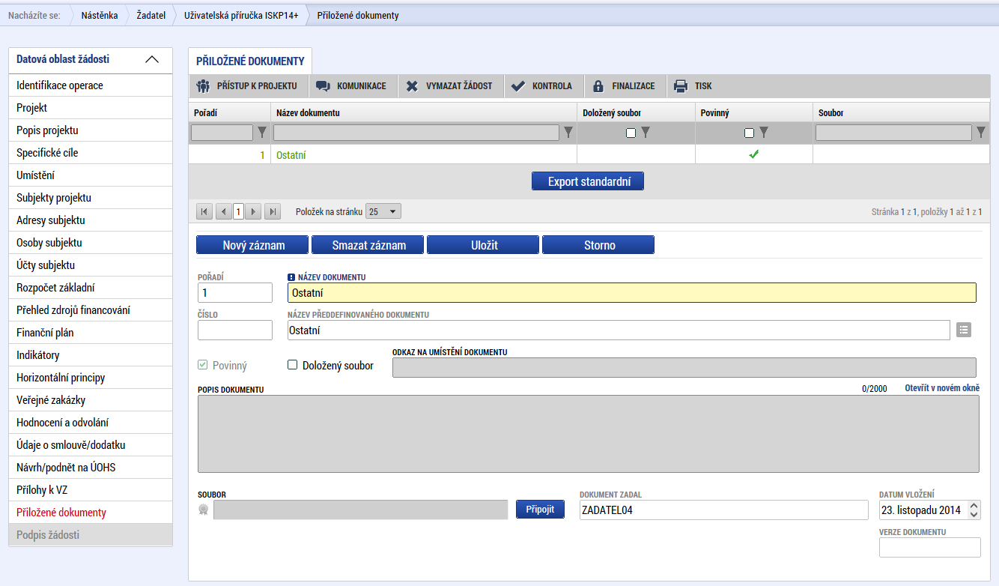 Nacházíte se: Nástěnka Žadatel Uživatelská příručka ISKP14+ Přiložené dokumenty
Datová oblast žádosti
Identifikace operace
Projekt
Popis projektu
Specifické cíle
Umístění
Subjekty projektu
Adresy subjektu
Osoby subjektu
Účty subjektu
Rozpočet základní
Přehled zdrojů financování
Finanční plán
Indikátory
Horizontální principy
Veřejné zakázky
Hodnocení a odvolání
Údaje o smlouvě/dodatku
Návrh/podnět na ÚOHS
Přílohy k VZ
Přiložené dokumenty
Podpis žádosti
PŘILOŽENÉ DOKUMENTY
PŘÍSTUP K PROJEKTU KOMUNIKACE VYMAZAT ŽÁDOST KONTROLA FINALIZACE TISK
Pořadí Název dokumentu Doložený soubor Povinný Soubor
1 Ostatní
Export standardní
1 Položek na stránku 25 Stránka 1 z 1, položky 1 až 1 z 1
Nový záznam Smazat záznam Uložit Storno
POŘADÍ NÁZEV DOKUMENTU
1 Ostatní
ČÍSLO NÁZEV PŘEDDEFINOVANÉHO DOKUMENTU
Ostatní
ODKAZ NA UMÍSTĚNÍ DOKUMENTU
Povinný Doložený soubor
POPIS DOKUMENTU 0/2000 Otevřít v novém okně
SOUBOR DOKUMENT ZADAL DATUM VLOŽENÍ
Připojit ZADATEL04 23. listopadu 2014
VERZE DOKUMENTU